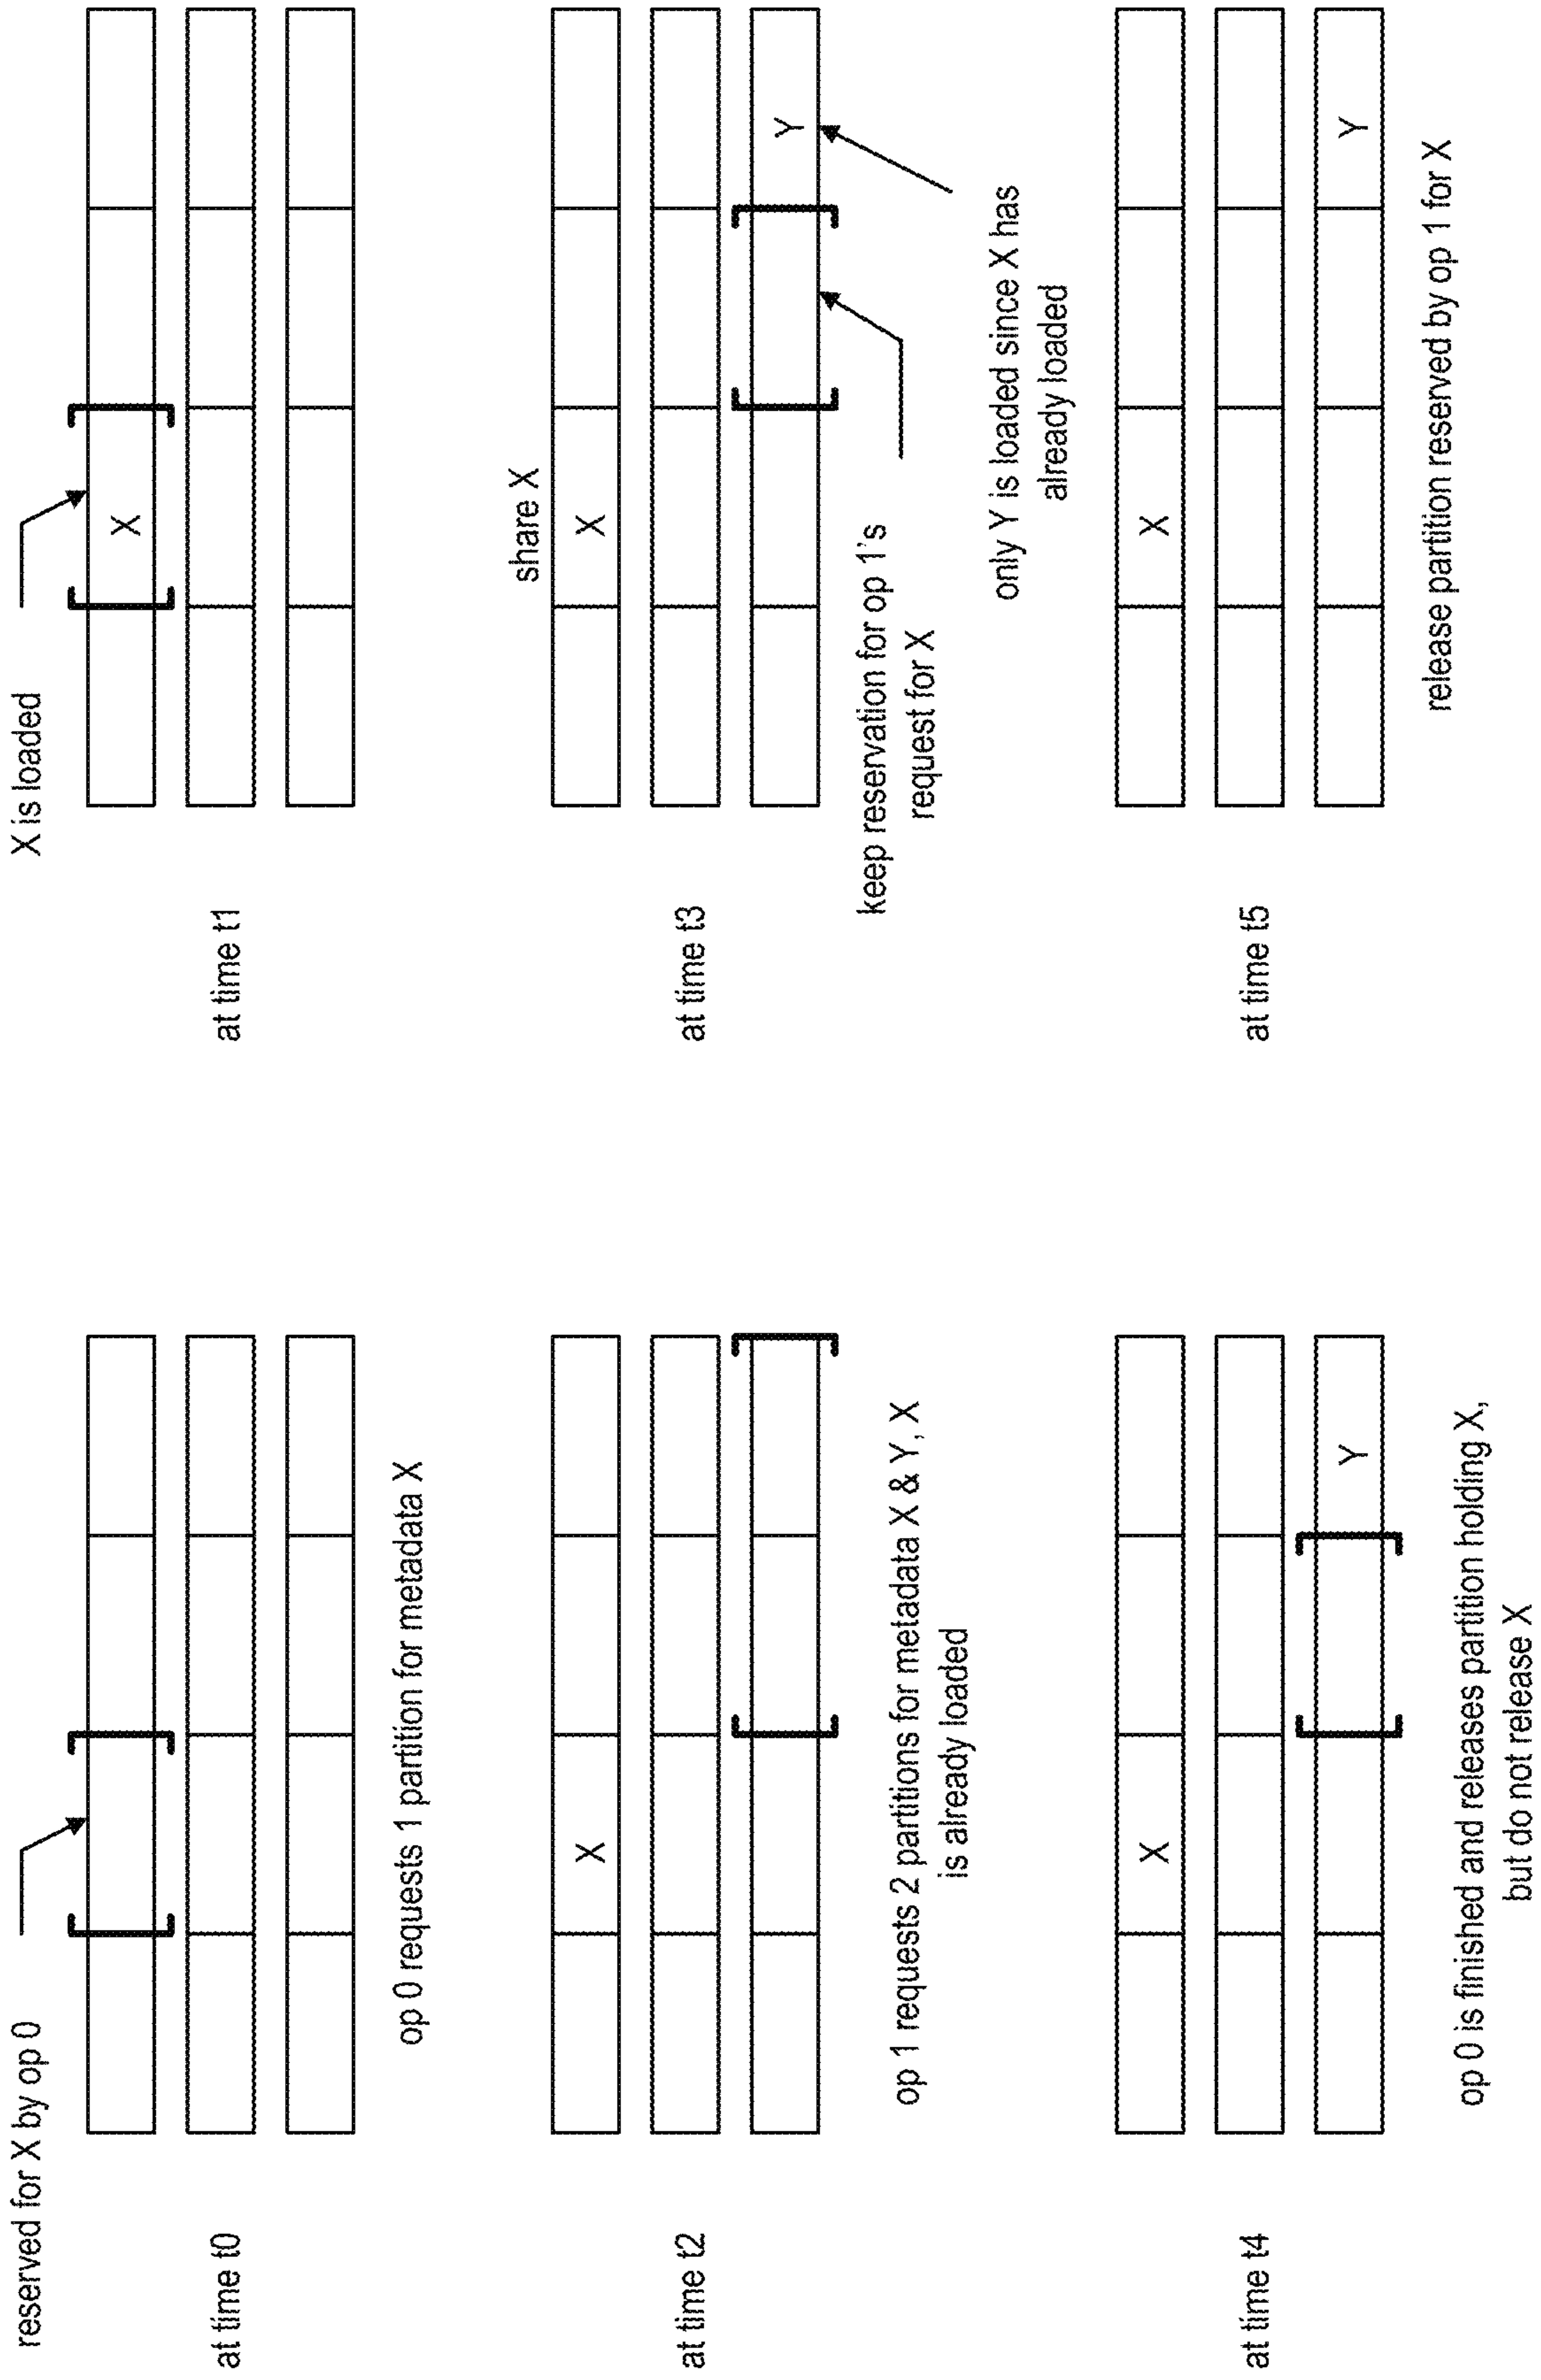 reserved for X by op 0
at time t0
op 0 requests 1 partition for metadata X
X is loaded
X
at time t1
at time t2
X
op 1 requests 2 partitions for metadata X & Y, X
is already loaded
share X
X
at time t3
Y
keep reservation for op 1's
request for X
only Y is loaded since X has
already loaded
at time t4
X
Y
op 0 is finished and releases partition holding X,
but do not release X
at time t5
X
Y
release partition reserved by op 1 for X